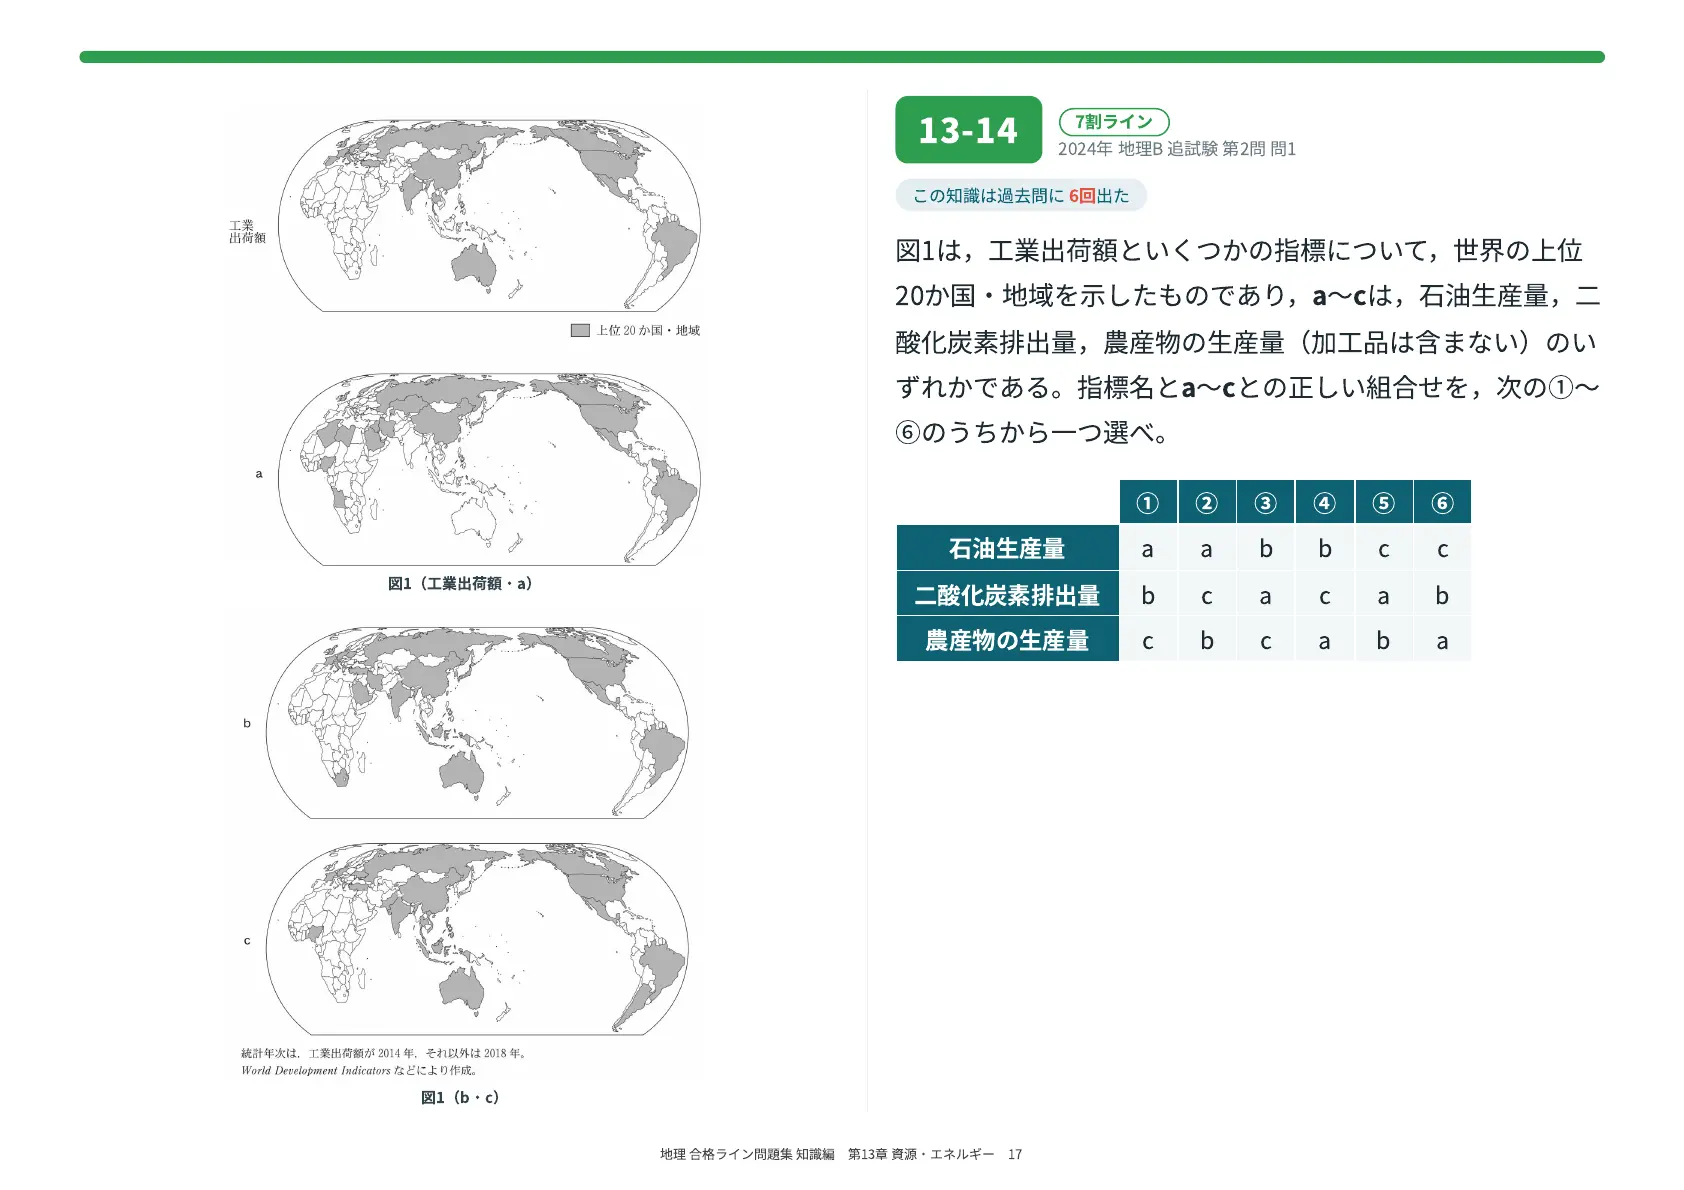 工業
出荷額
上位 20 か国・地域
a
図1（工業出荷額・a）
b
c
統計年次は，工業出荷額が 2014 年，それ以外は 2018 年。
World Development Indicators などにより作成。
図1（b・c）
13-14
7割ライン
2024年 地理B 追試験 第2問 問1
この知識は過去問に 6回出た
図1は，工業出荷額といくつかの指標について，世界の上位
20か国・地域を示したものであり，a〜cは，石油生産量，二
酸化炭素排出量，農産物の生産量（加工品は含まない）のい
ずれかである。指標名とa〜cとの正しい組合せを，次の①〜
⑥のうちから一つ選べ。
① ② ③ ④ ⑤ ⑥
石油生産量 a a b b c c
二酸化炭素排出量 b c a c a b
農産物の生産量 c b c a b a
地理 合格ライン問題集 知識編　第13章 資源・エネルギー　17